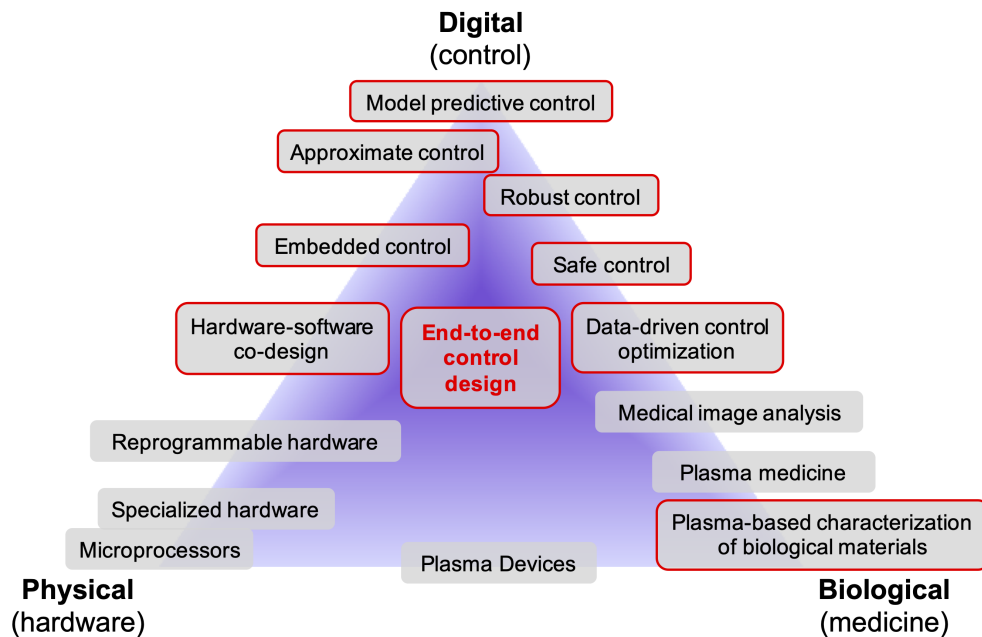 Digital
(control)
Model predictive control
Approximate control
Robust control
Embedded control
Safe control
Hardware-software
co-design
End-to-end
control
design
Data-driven control
optimization
Medical image analysis
Reprogrammable hardware
Plasma medicine
Specialized hardware
Plasma-based characterization
of biological materials
Microprocessors
Plasma Devices
Physical
(hardware)
Biological
(medicine)